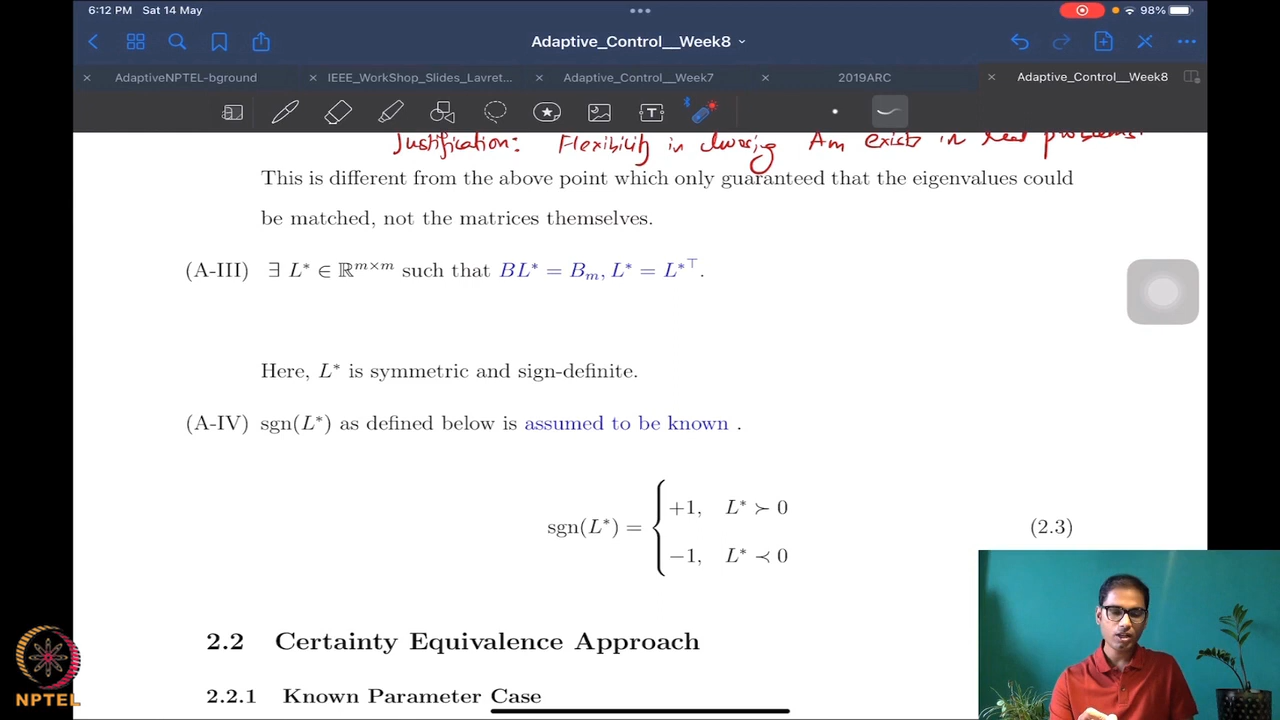 6:12 PM Sat 14 May
98%
Adaptive_Control__Week8
AdaptiveNPTEL-bground
IEEE_WorkShop_Slides_Lavret...
Adaptive_Control__Week7
2019ARC
Adaptive_Control__Week8
Justification: Flexibility in choosing Am exists in real problems.
This is different from the above point which only guaranteed that the eigenvalues could
be matched, not the matrices themselves.
(A-III) ∃ L* ∈ ℝᵐˣᵐ such that BL* = Bₘ, L* = L*⊤.
Here, L* is symmetric and sign-definite.
(A-IV) sgn(L*) as defined below is assumed to be known .
sgn(L*) = { +1, L* ≻ 0
−1, L* ≺ 0
(2.3)
2.2 Certainty Equivalence Approach
2.2.1 Known Parameter Case
NPTEL